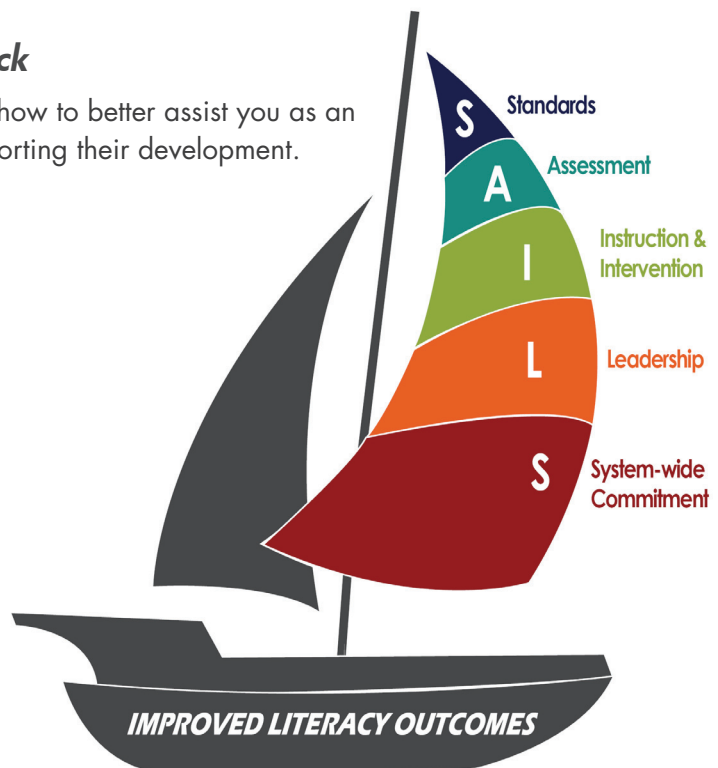 ck
how to better assist you as an
orting their development.
S Standards
A Assessment
I Instruction &
Intervention
L Leadership
S System-wide
Commitment
IMPROVED LITERACY OUTCOMES